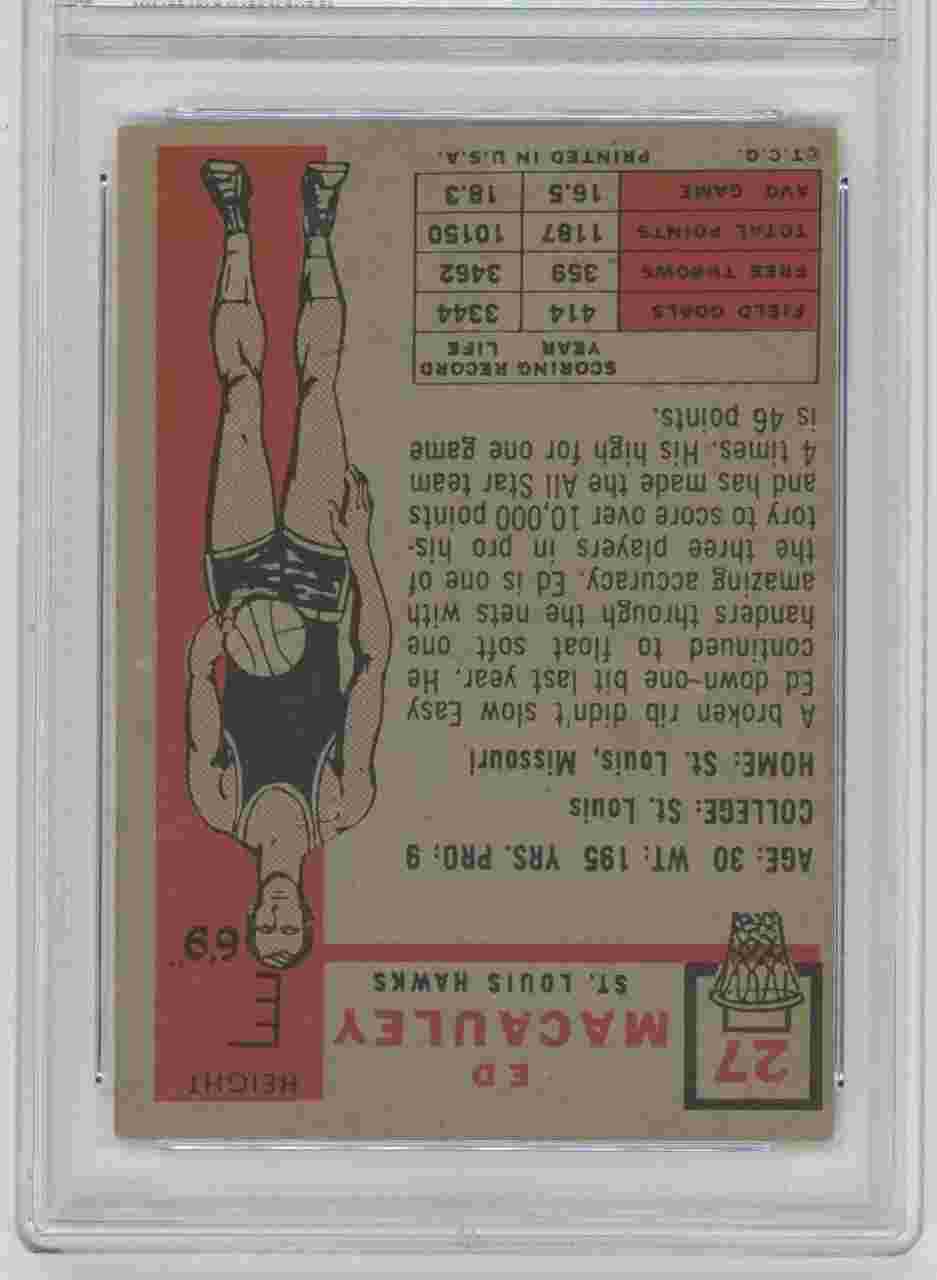 27
ED
MACAULEY
ST. LOUIS HAWKS
HEIGHT
6'9"
AGE: 30 WT: 195 YRS. PRO: 9
COLLEGE: St. Louis
HOME: St. Louis, Missouri
A broken rib didn't slow Easy
Ed down one bit last year. He
continued to float soft one
handers through the nets with
amazing accuracy. Ed is one of
the three players in pro his-
tory to score over 10,000 points
and has made the All Star team
4 times. His high for one game
is 46 points.
SCORING RECORD
YEAR LIFE
FIELD GOALS 414 3344
FREE THROWS 359 3462
TOTAL POINTS 1187 10150
AVG GAME 16.5 18.3
©T.C.G. PRINTED IN U.S.A.